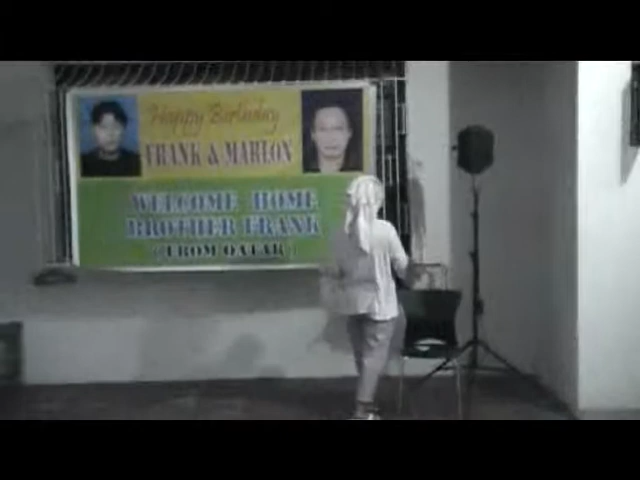 Happy Birthday
FRANK & MARLON
WELCOME HOME
BROTHER FRANK
(FROM QATAR)